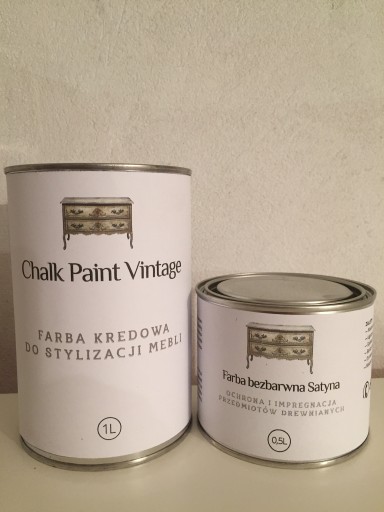 Chalk Paint Vintage
FARBA KREDOWA
DO STYLIZACJI MEBLI
1L
Farba bezbarwna Satyna
OCHRONA I IMPREGNACJA
PRZEDMIOTÓW DREWNIANYCH
0,5L